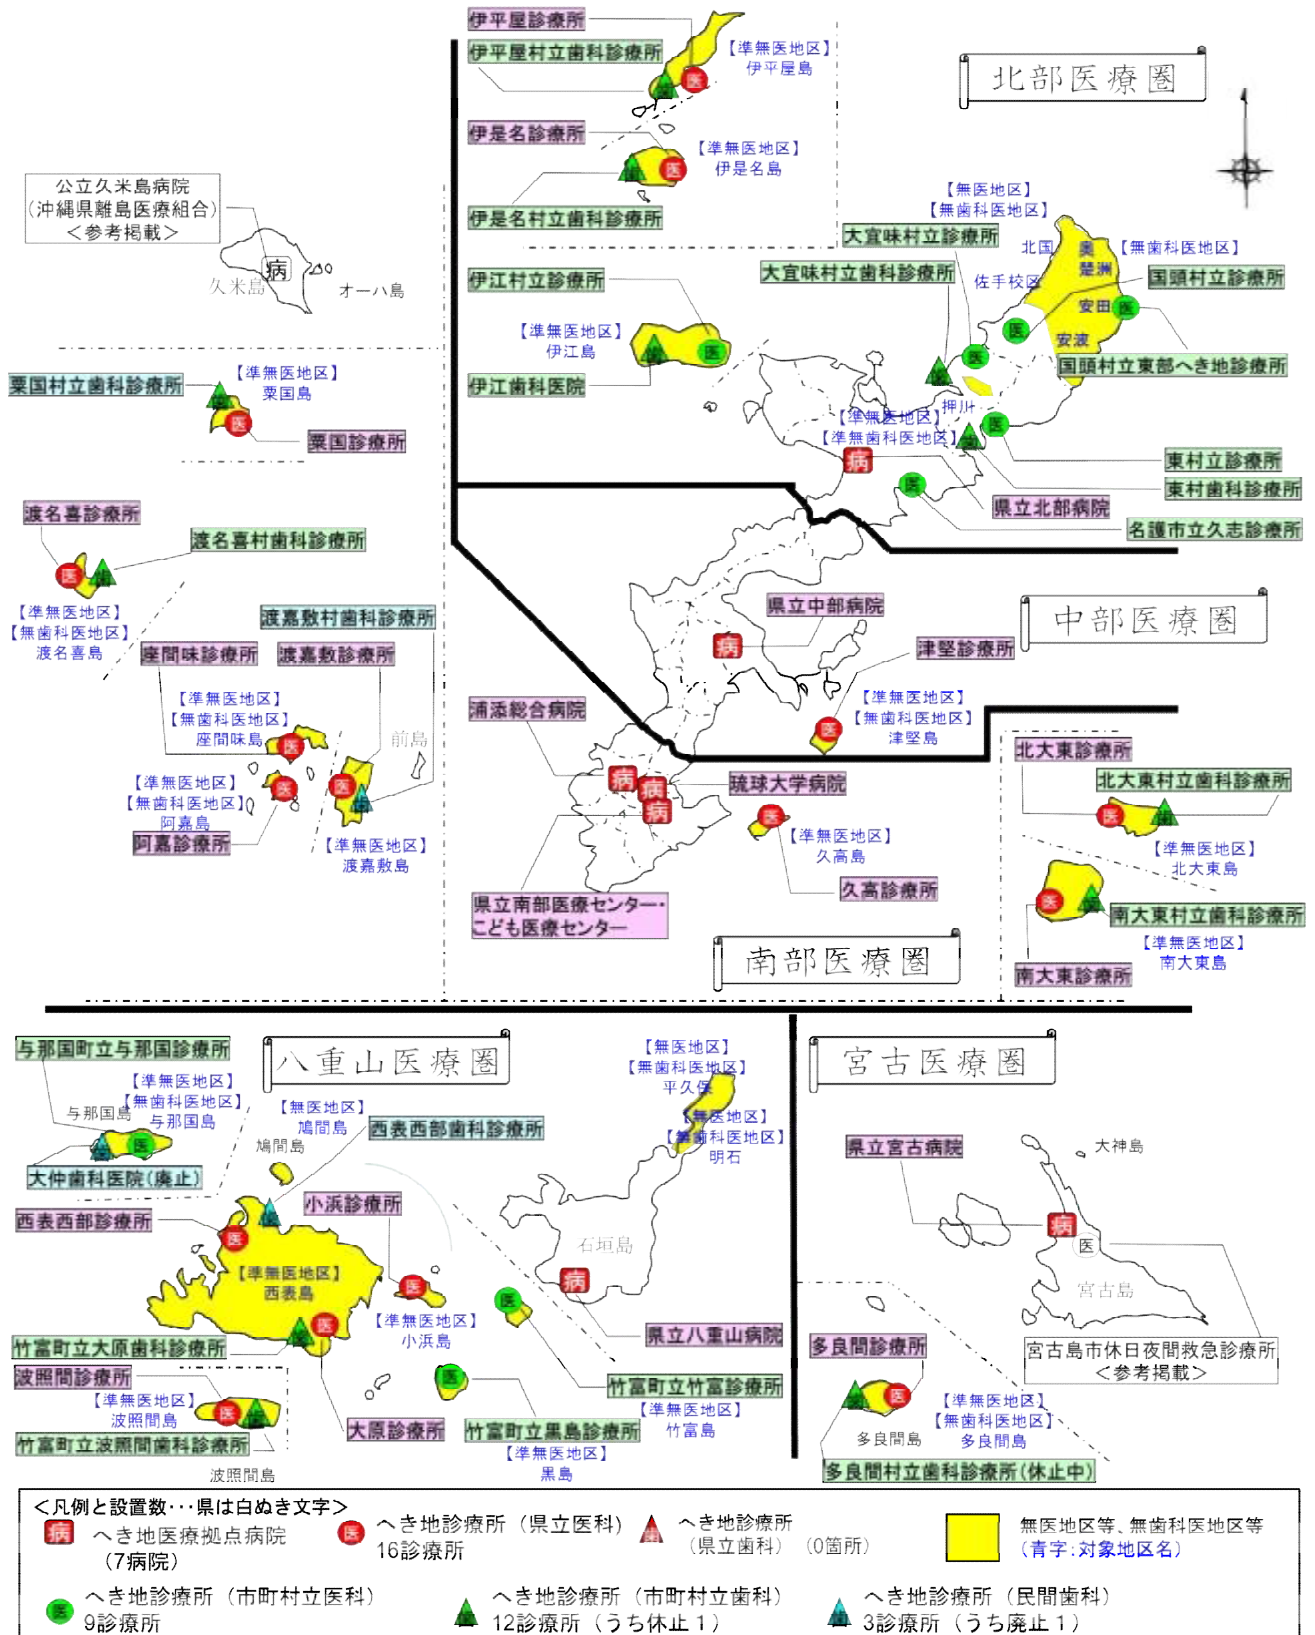 伊平屋診療所
伊平屋村立歯科診療所
【準無医地区】
伊平屋島
北部医療圏
伊是名診療所
【準無医地区】
伊是名島
伊是名村立歯科診療所
公立久米島病院
(沖縄県離島医療組合)
＜参考掲載＞
病
久米島
オーハ島
【無医地区】
【無歯科医地区】
大宜味村立診療所
大宜味村立歯科診療所
北国
奥
楚洲
【無歯科医地区】
佐手校区
国頭村立診療所
安田
安波
国頭村立東部へき地診療所
伊江村立診療所
【準無医地区】
伊江島
伊江歯科医院
押川
【準無医地区】
【準無歯科医地区】
東村立診療所
東村歯科診療所
県立北部病院
名護市立久志診療所
粟国村立歯科診療所
【準無医地区】
粟国島
粟国診療所
渡名喜診療所
渡名喜村歯科診療所
【準無医地区】
【無歯科医地区】
渡名喜島
渡嘉敷村歯科診療所
座間味診療所
渡嘉敷診療所
【準無医地区】
【無歯科医地区】
座間味島
前島
【準無医地区】
【無歯科医地区】
阿嘉島
阿嘉診療所
【準無医地区】
渡嘉敷島
中部医療圏
県立中部病院
津堅診療所
【準無医地区】
【無歯科医地区】
津堅島
浦添総合病院
琉球大学病院
【準無医地区】
久高島
久高診療所
県立南部医療センター・
こども医療センター
南部医療圏
北大東診療所
北大東村立歯科診療所
【準無医地区】
北大東島
南大東村立歯科診療所
【準無医地区】
南大東島
南大東診療所
八重山医療圏
与那国町立与那国診療所
【準無医地区】
【無歯科医地区】
与那国島
与那国島
大仲歯科医院(廃止)
【無医地区】
鳩間島
鳩間島
西表西部歯科診療所
西表西部診療所
小浜診療所
【準無医地区】
西表島
【準無医地区】
小浜島
竹富町立大原歯科診療所
波照間診療所
【準無医地区】
波照間島
竹富町立波照間歯科診療所
波照間島
大原診療所
【無医地区】
【無歯科医地区】
平久保
【無医地区】
【無歯科医地区】
明石
石垣島
県立八重山病院
竹富町立竹富診療所
【準無医地区】
竹富島
竹富町立黒島診療所
【準無医地区】
黒島
宮古医療圏
県立宮古病院
大神島
宮古島
宮古島市休日夜間救急診療所
＜参考掲載＞
多良間診療所
【準無医地区】
【無歯科医地区】
多良間島
多良間島
多良間村立歯科診療所(休止中)
＜凡例と設置数・・・県は白ぬき文字＞
病 へき地医療拠点病院
(7病院)
医 へき地診療所（県立医科）
16診療所
歯 へき地診療所
（県立歯科）（0箇所）
無医地区等、無歯科医地区等
(青字：対象地区名)
医 へき地診療所（市町村立医科）
9診療所
歯 へき地診療所（市町村立歯科）
12診療所（うち休止１）
歯 へき地診療所（民間歯科）
3診療所（うち廃止１）